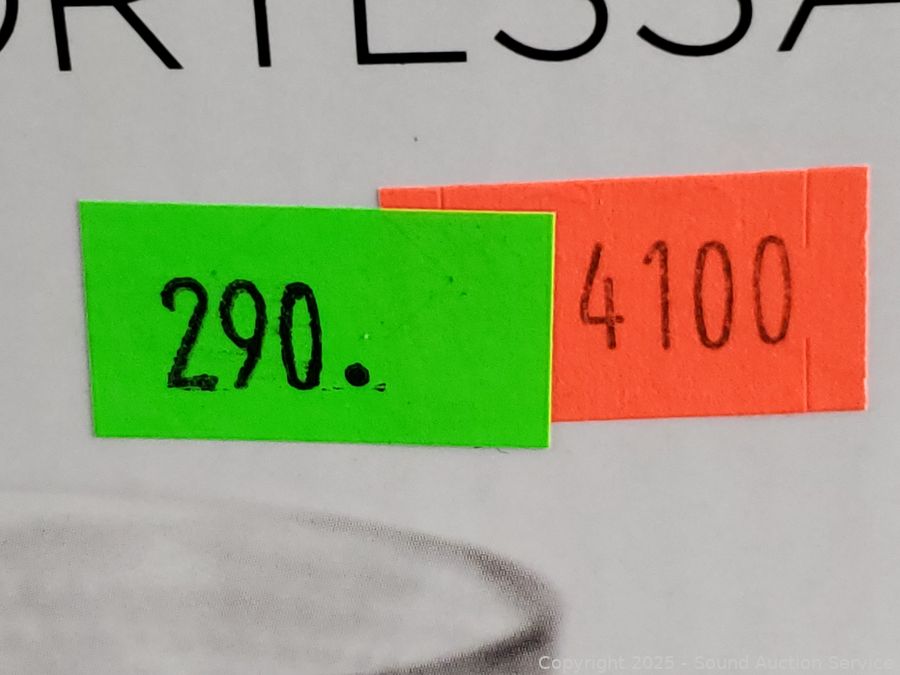 ORTESSA
290.
4100
Copyright 2025 - Sound Auction Service